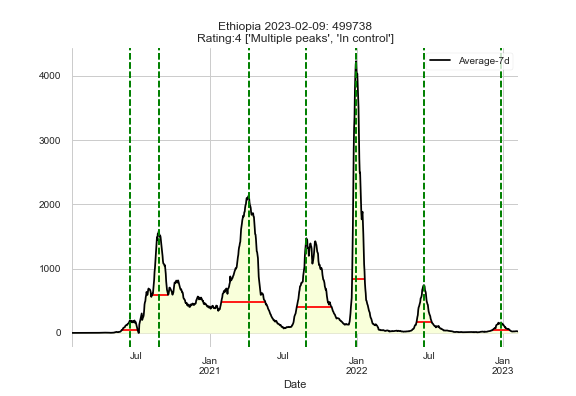 Ethiopia 2023-02-09: 499738
Rating:4 ['Multiple peaks', 'In control']
Average-7d
4000
3000
2000
1000
0
Jul
Jan
2021
Jul
Jan
2022
Jul
Jan
2023
Date